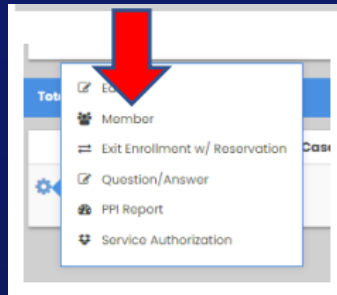 Member
Exit Enrollment w/ Reservation
Question/Answer
PPI Report
Service Authorization